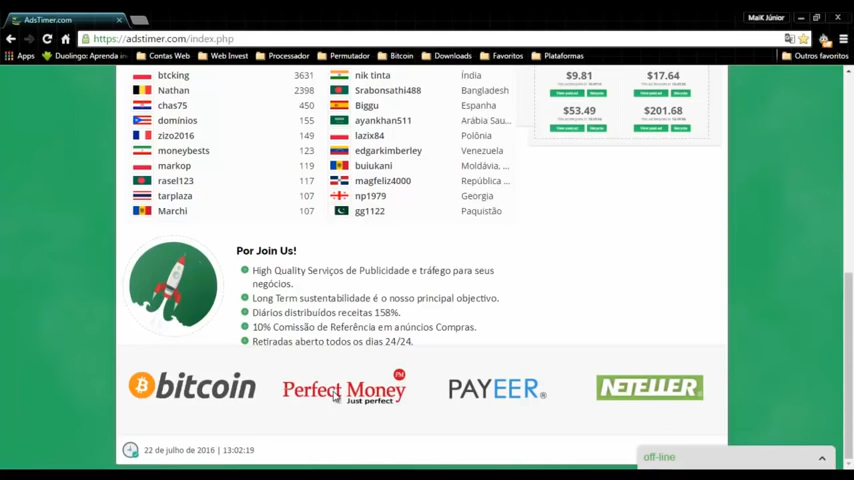 AdsTimer.com
MaiK Júnior
https://adstimer.com/index.php
Apps Duolingo: Aprenda i Contas Web Web Invest Processador Permutador Bitcoin Downloads Favoritos Plataformas Outros favoritos
btcking 3631 nik tinta Índia
Nathan 2398 Srabonsathi488 Bangladesh
chas75 450 Biggu Espanha
domínios 155 ayankhan511 Arábia Sau...
zizo2016 149 lazix84 Polônia
moneybests 123 edgarkimberley Venezuela
markop 119 buiukani Moldávia, ...
rasel123 117 magfeliz4000 República ...
tarplaza 107 np1979 Georgia
Marchi 107 gg1122 Paquistão
$9.81 $17.64
$53.49 $201.68
Por Join Us!
High Quality Serviços de Publicidade e tráfego para seus
negócios.
Long Term sustentabilidade é o nosso principal objectivo.
Diários distribuídos receitas 158%.
10% Comissão de Referência em anúncios Compras.
Retiradas aberto todos os dias 24/24.
bitcoin Perfect Money PM Just perfect PAYEER® NETELLER
22 de julho de 2016 | 13:02:19
off-line